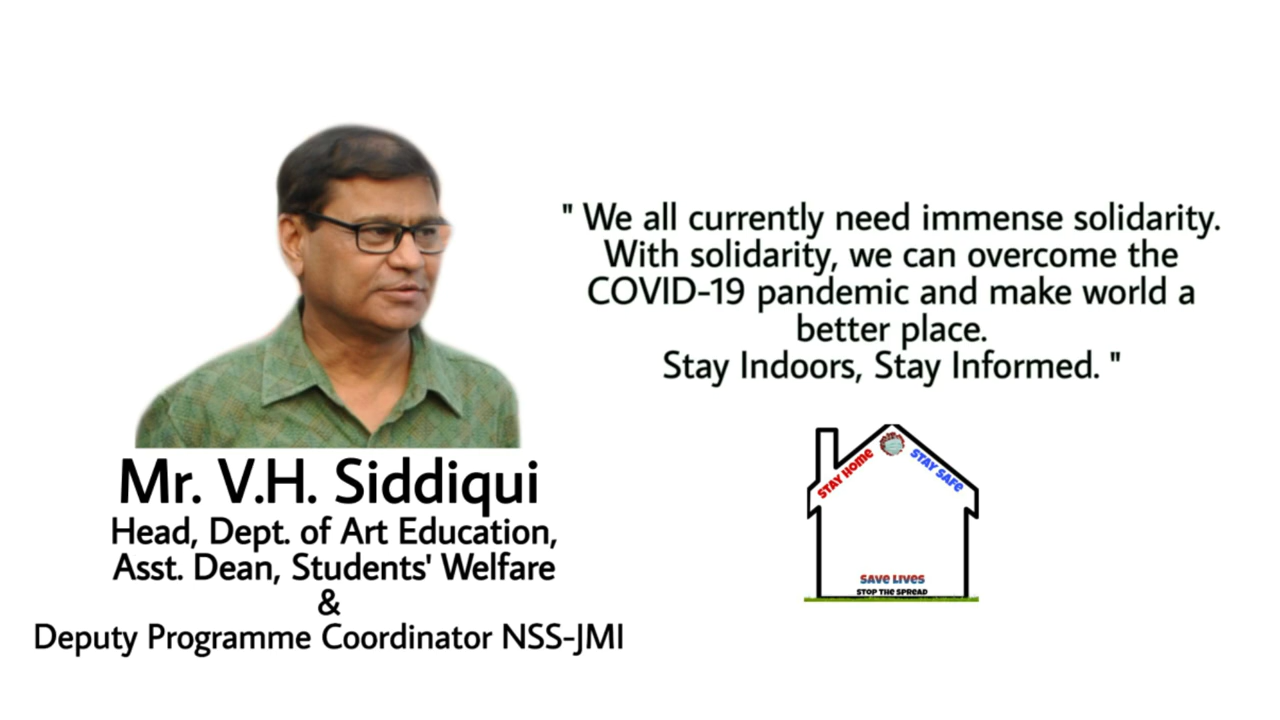 " We all currently need immense solidarity.
With solidarity, we can overcome the
COVID-19 pandemic and make world a
better place.
Stay Indoors, Stay Informed. "
STAY HOME
STAY SAFE
SAVE LIVES
STOP THE SPREAD
Mr. V.H. Siddiqui
Head, Dept. of Art Education,
Asst. Dean, Students' Welfare
&
Deputy Programme Coordinator NSS-JMI